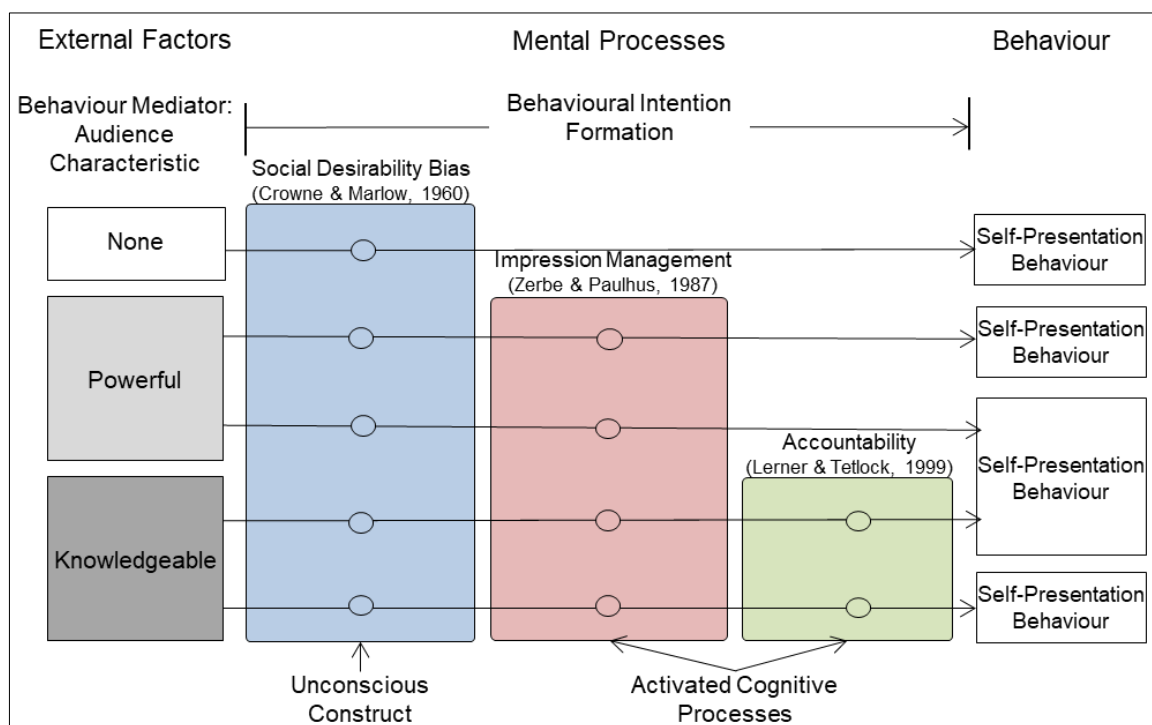 External Factors
Mental Processes
Behaviour
Behaviour Mediator:
Audience
Characteristic
Behavioural Intention
Formation
Social Desirability Bias
(Crowne & Marlow, 1960)
None
Self-Presentation
Behaviour
Impression Management
(Zerbe & Paulhus, 1987)
Powerful
Self-Presentation
Behaviour
Accountability
(Lerner & Tetlock, 1999)
Self-Presentation
Behaviour
Knowledgeable
Self-Presentation
Behaviour
Unconscious
Construct
Activated Cognitive
Processes